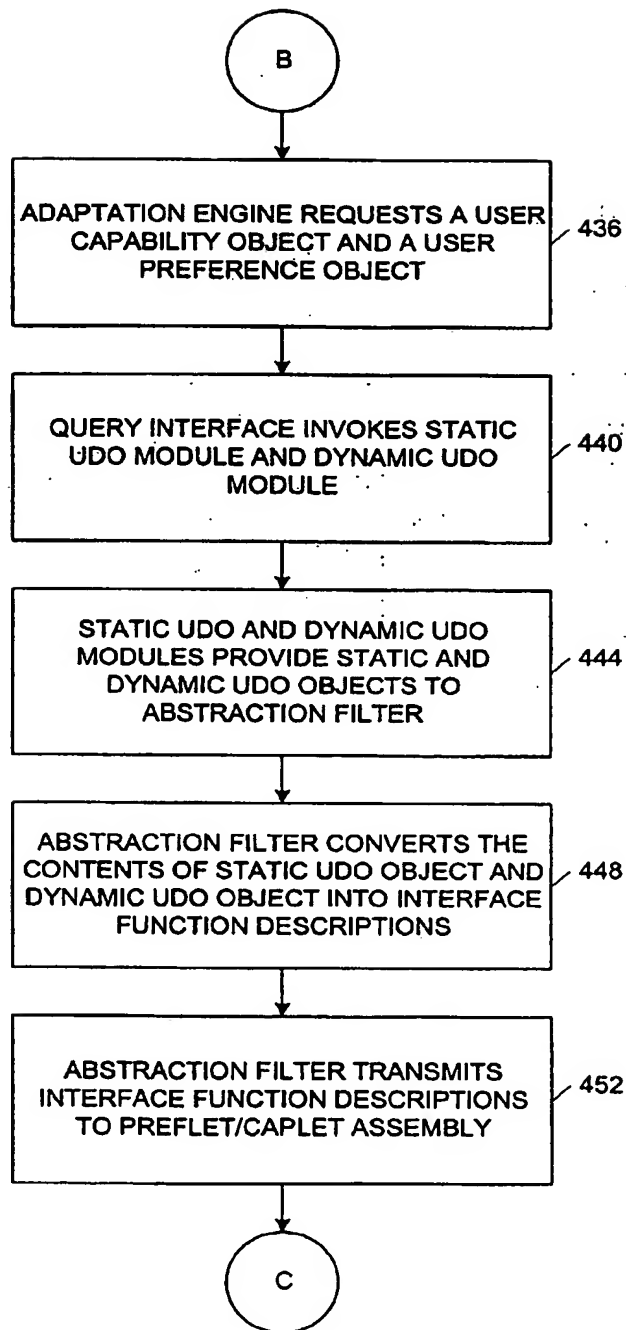 B
ADAPTATION ENGINE REQUESTS A USER
CAPABILITY OBJECT AND A USER
PREFERENCE OBJECT
436
QUERY INTERFACE INVOKES STATIC
UDO MODULE AND DYNAMIC UDO
MODULE
440
STATIC UDO AND DYNAMIC UDO
MODULES PROVIDE STATIC AND
DYNAMIC UDO OBJECTS TO
ABSTRACTION FILTER
444
ABSTRACTION FILTER CONVERTS THE
CONTENTS OF STATIC UDO OBJECT AND
DYNAMIC UDO OBJECT INTO INTERFACE
FUNCTION DESCRIPTIONS
448
ABSTRACTION FILTER TRANSMITS
INTERFACE FUNCTION DESCRIPTIONS
TO PREFLET/CAPLET ASSEMBLY
452
C